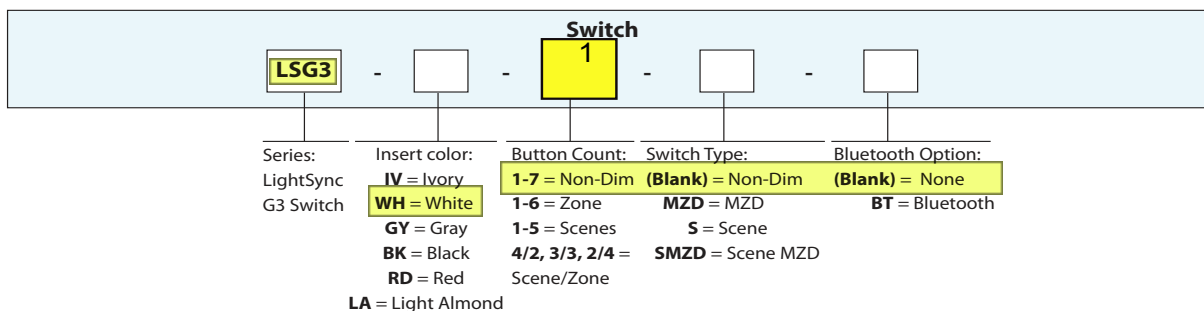 Switch
LSG3 - - 1 - -
Series:
LightSync
G3 Switch
Insert color:
IV = Ivory
WH = White
GY = Gray
BK = Black
RD = Red
LA = Light Almond
Button Count:
1-7 = Non-Dim
1-6 = Zone
1-5 = Scenes
4/2, 3/3, 2/4 =
Scene/Zone
Switch Type:
(Blank) = Non-Dim
MZD = MZD
S = Scene
SMZD = Scene MZD
Bluetooth Option:
(Blank) = None
BT = Bluetooth